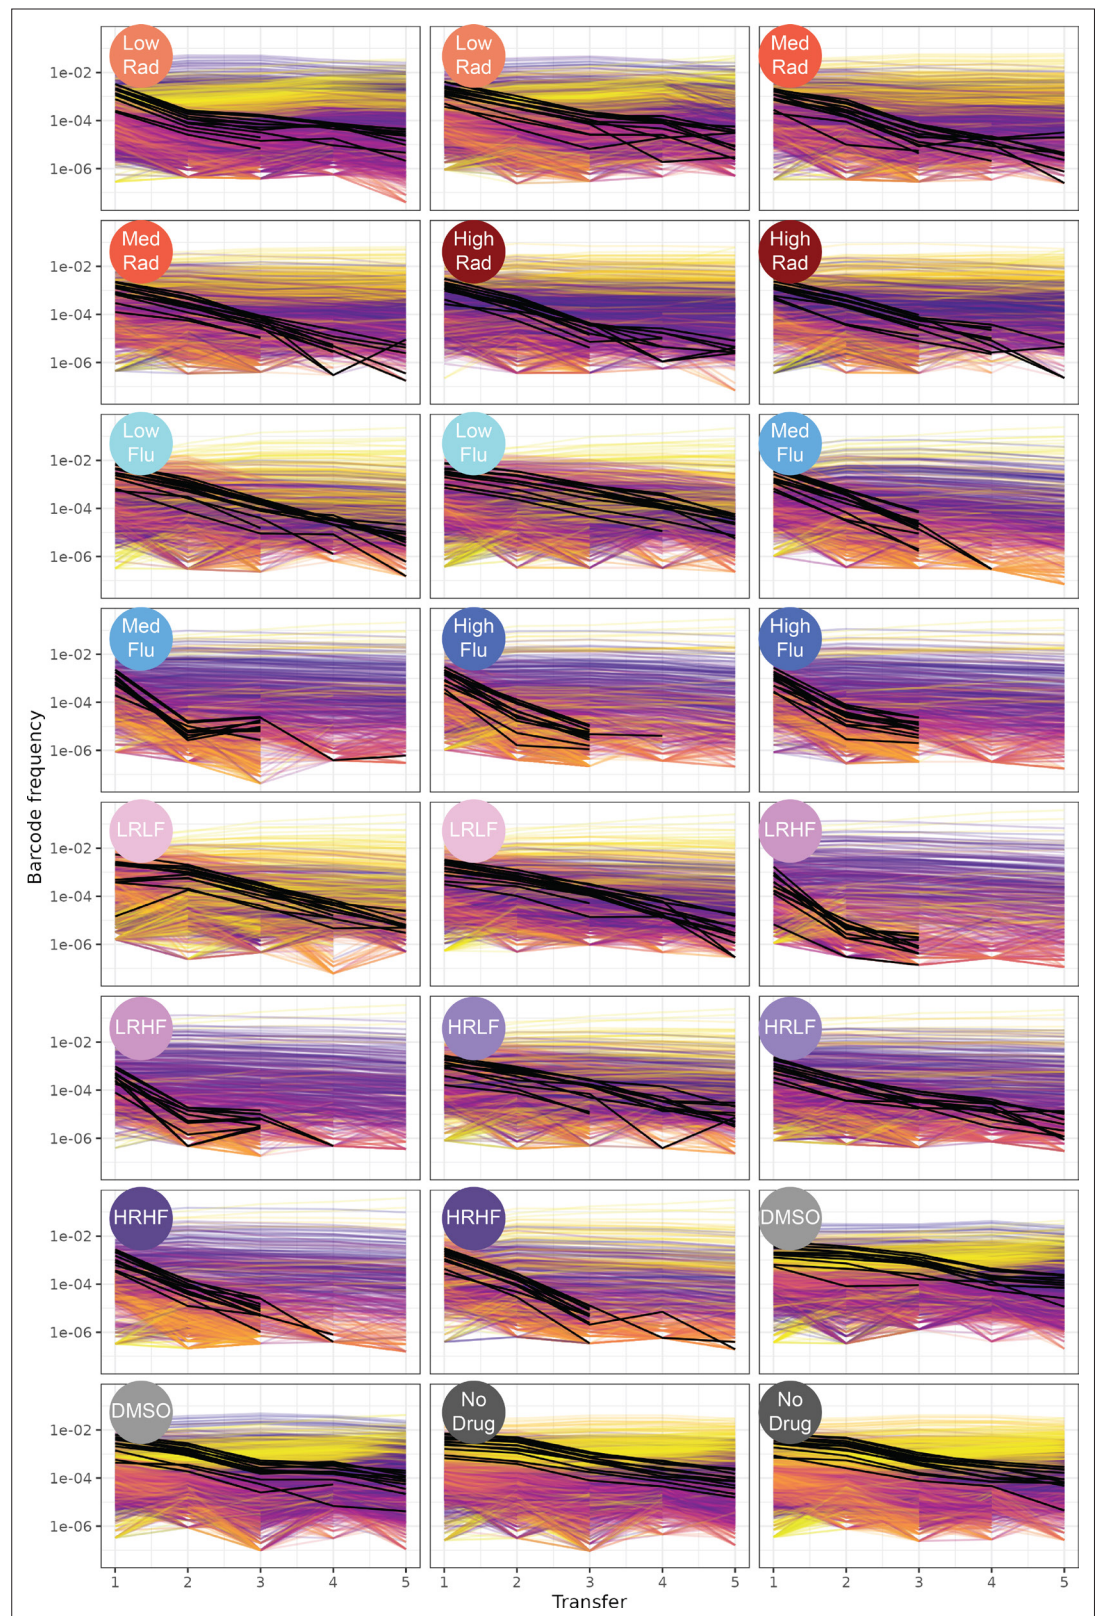 Low
Rad
Low
Rad
Med
Rad
1e-02
1e-04
1e-06
Med
Rad
High
Rad
High
Rad
1e-02
1e-04
1e-06
Low
Flu
Low
Flu
Med
Flu
1e-02
1e-04
1e-06
Med
Flu
High
Flu
High
Flu
1e-02
1e-04
1e-06
Barcode frequency
LRLF
LRLF
LRHF
1e-02
1e-04
1e-06
LRHF
HRLF
HRLF
1e-02
1e-04
1e-06
HRHF
HRHF
DMSO
1e-02
1e-04
1e-06
DMSO
No
Drug
No
Drug
1e-02
1e-04
1e-06
1 2 3 4 5
1 2 3 4 5
1 2 3 4 5
Transfer